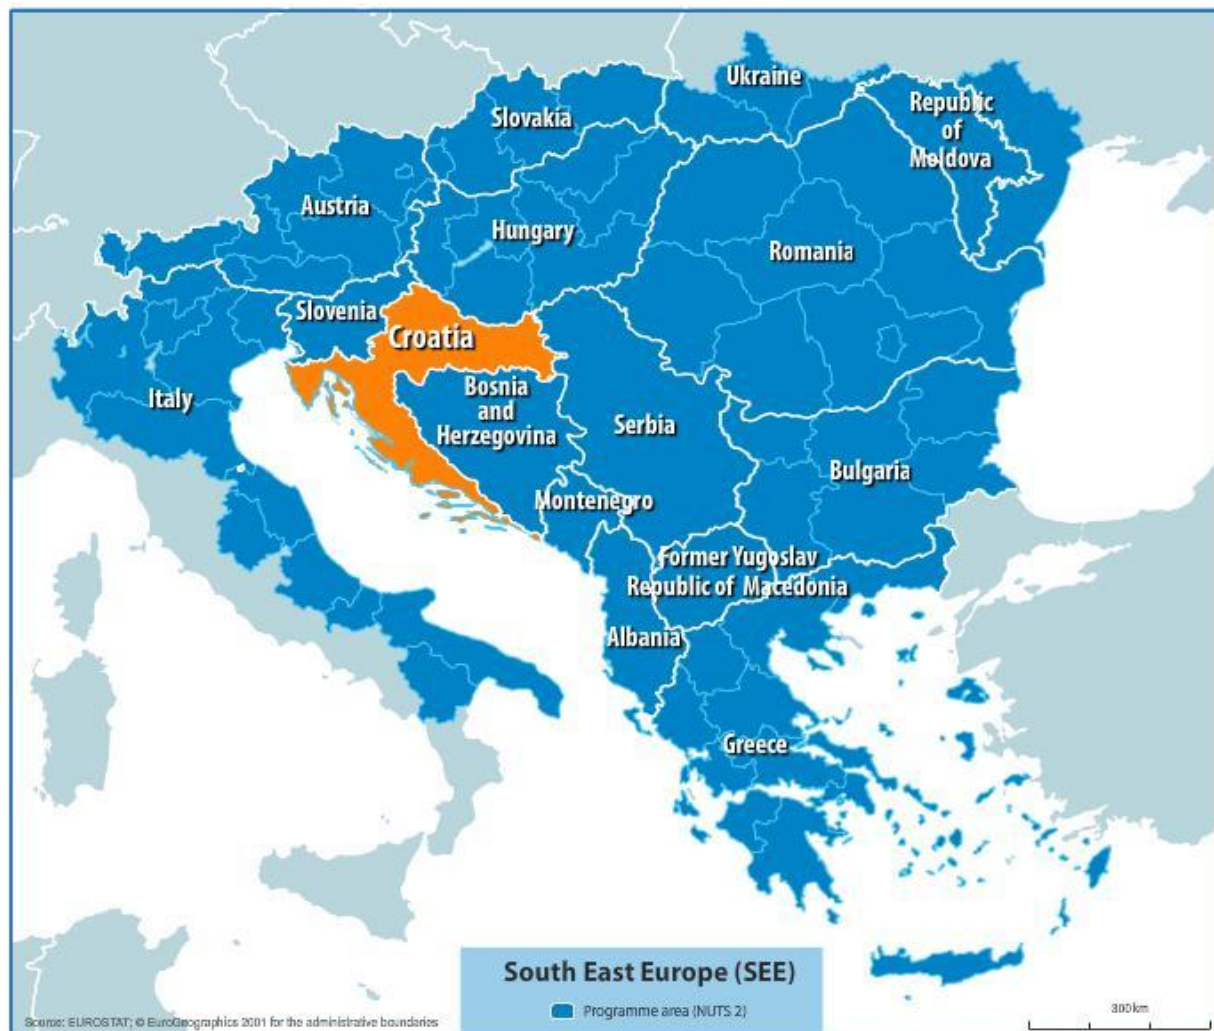 Ukraine
Republic
of
Moldova
Slovakia
Austria
Hungary
Romania
Slovenia
Croatia
Italy
Bosnia
and
Herzegovina
Serbia
Bulgaria
Montenegro
Former Yugoslav
Republic of Macedonia
Albania
Greece
South East Europe (SEE)
Programme area (NUTS 2)
300 km
Source: EUROSTAT; © EuroGeographics 2001 for the administrative boundaries